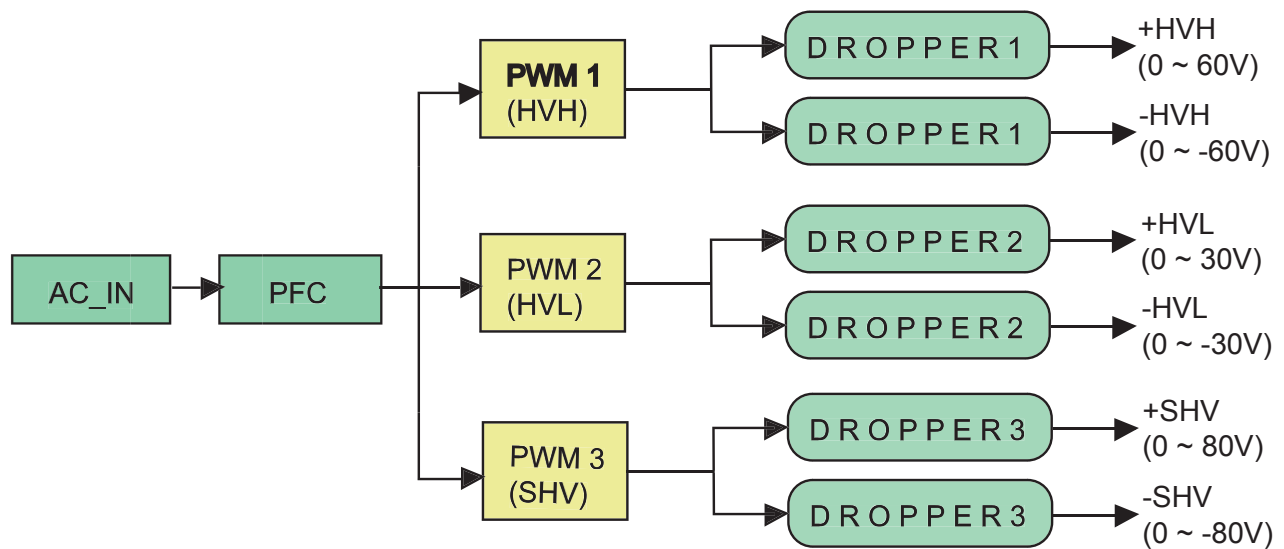 AC_IN
PFC
PWM 1
(HVH)
DROPPER1
+HVH
(0 ~ 60V)
DROPPER1
-HVH
(0 ~ -60V)
PWM 2
(HVL)
DROPPER2
+HVL
(0 ~ 30V)
DROPPER2
-HVL
(0 ~ -30V)
PWM 3
(SHV)
DROPPER3
+SHV
(0 ~ 80V)
DROPPER3
-SHV
(0 ~ -80V)